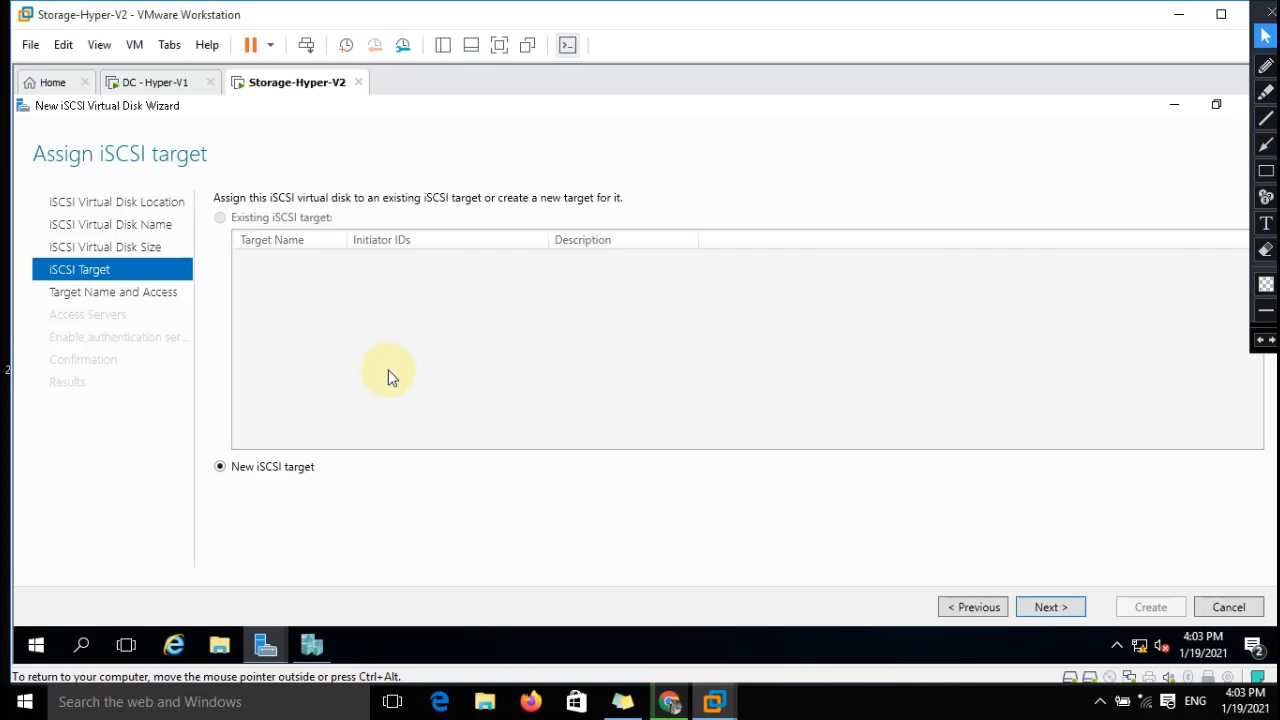 Storage-Hyper-V2 - VMware Workstation
File Edit View VM Tabs Help
Home DC - Hyper-V1 Storage-Hyper-V2
New iSCSI Virtual Disk Wizard
Assign iSCSI target
iSCSI Virtual Disk Location
iSCSI Virtual Disk Name
iSCSI Virtual Disk Size
iSCSI Target
Target Name and Access
Access Servers
Enable authentication ser...
Confirmation
Results
Assign this iSCSI virtual disk to an existing iSCSI target or create a new target for it.
Existing iSCSI target:
Target Name Initiator IDs Description
New iSCSI target
< Previous Next > Create Cancel
4:03 PM
1/19/2021
2
To return to your computer, move the mouse pointer outside or press Ctrl+Alt.
Search the web and Windows
ENG
4:03 PM
1/19/2021